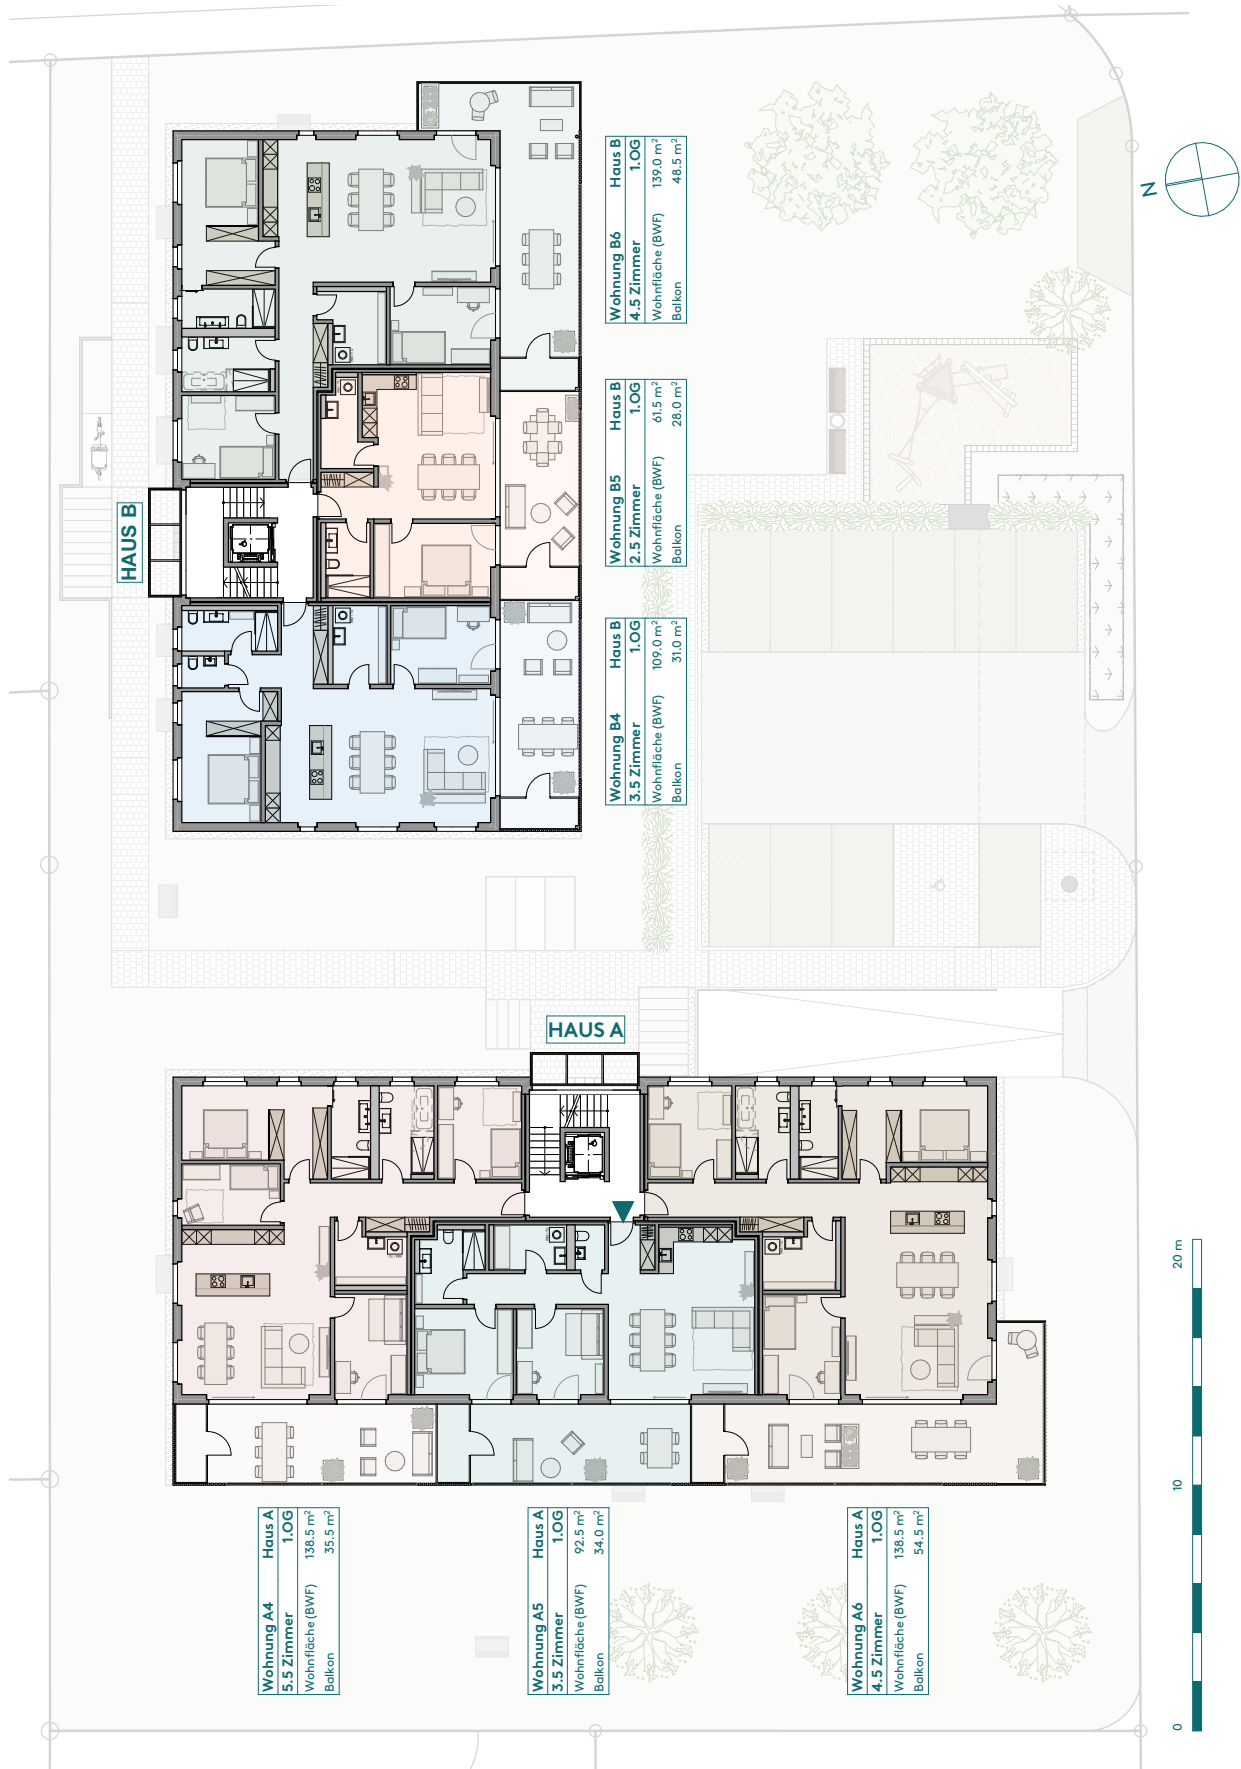 N
Wohnung B6 Haus B
4.5 Zimmer 1.OG
Wohnfläche (BWF) 139.0 m²
Balkon 48.5 m²
Wohnung B5 Haus B
2.5 Zimmer 1.OG
Wohnfläche (BWF) 61.5 m²
Balkon 28.0 m²
HAUS B
Wohnung B4 Haus B
3.5 Zimmer 1.OG
Wohnfläche (BWF) 109.0 m²
Balkon 31.0 m²
HAUS A
Wohnung A4 Haus A
5.5 Zimmer 1.OG
Wohnfläche (BWF) 138.5 m²
Balkon 35.5 m²
Wohnung A5 Haus A
3.5 Zimmer 1.OG
Wohnfläche (BWF) 92.5 m²
Balkon 34.0 m²
Wohnung A6 Haus A
4.5 Zimmer 1.OG
Wohnfläche (BWF) 138.5 m²
Balkon 54.5 m²
20 m
10
0